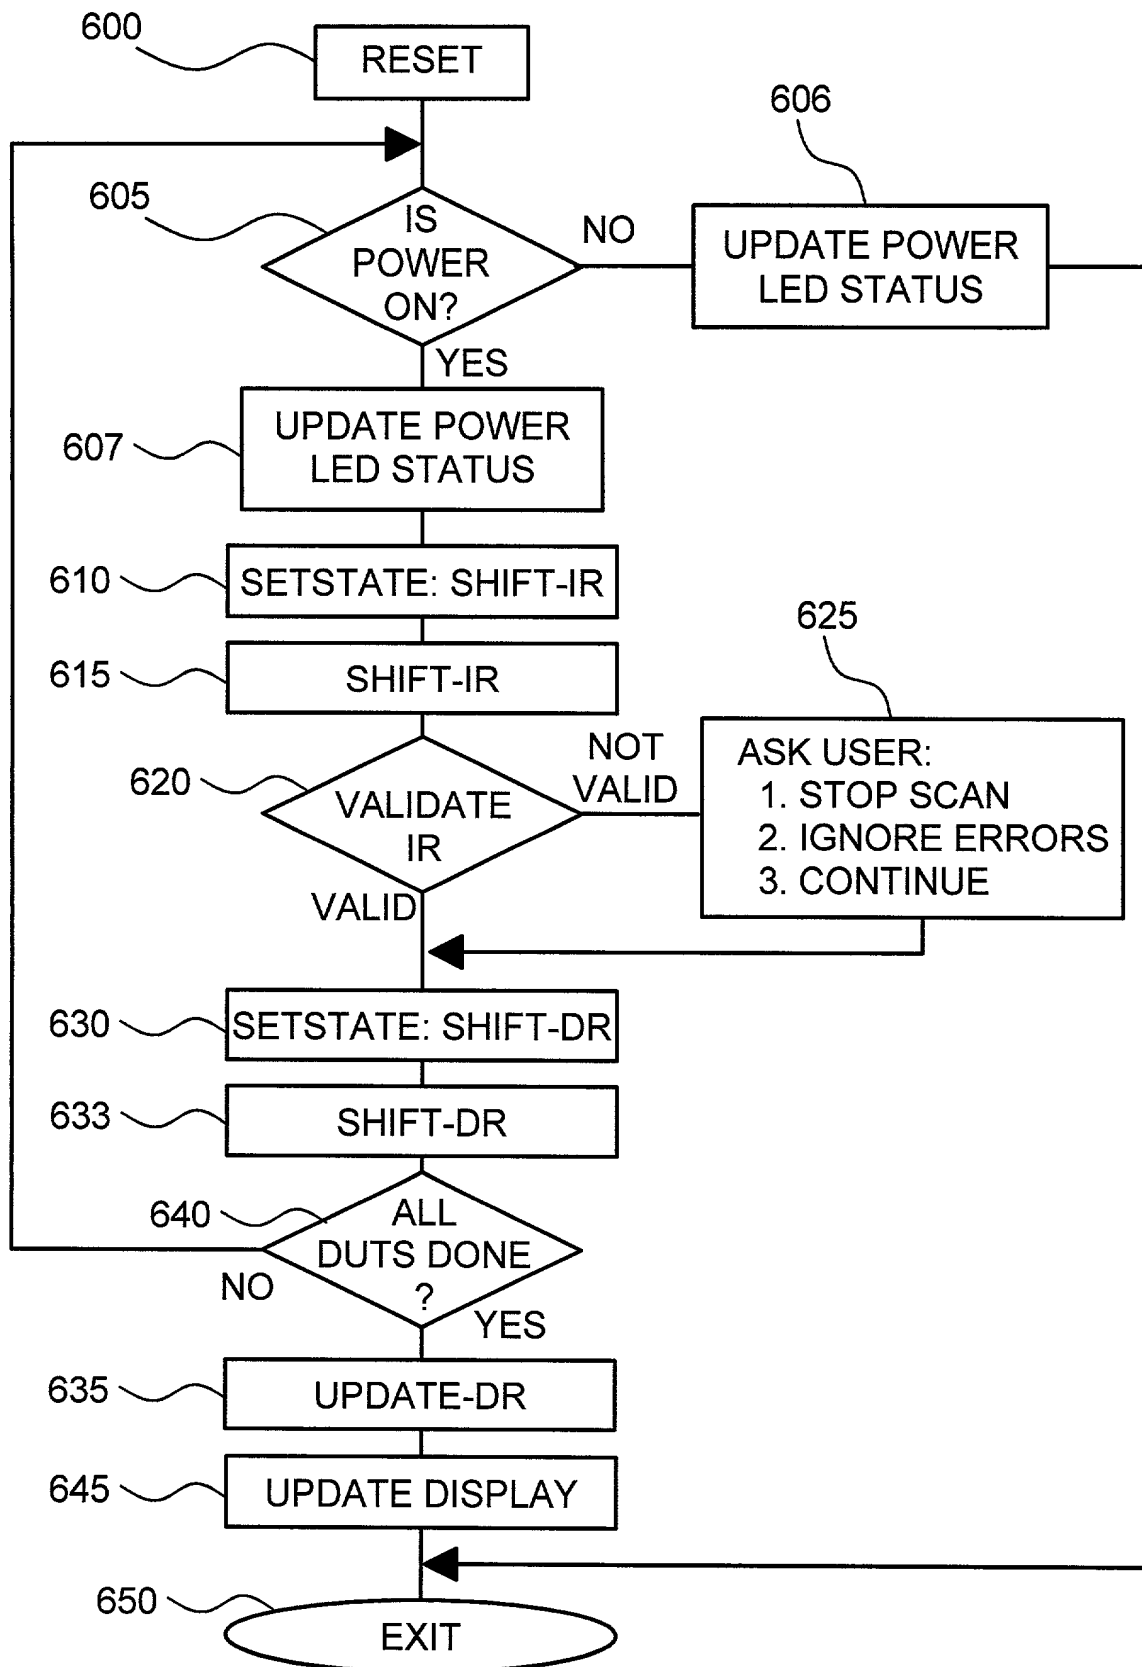 600
RESET
606
605
IS
POWER
ON?
NO
UPDATE POWER
LED STATUS
YES
607
UPDATE POWER
LED STATUS
610
SETSTATE: SHIFT-IR
615
SHIFT-IR
625
620
VALIDATE
IR
NOT
VALID
ASK USER:
1. STOP SCAN
2. IGNORE ERRORS
3. CONTINUE
VALID
630
SETSTATE: SHIFT-DR
633
SHIFT-DR
640
ALL
DUTS DONE
?
NO
YES
635
UPDATE-DR
645
UPDATE DISPLAY
650
EXIT